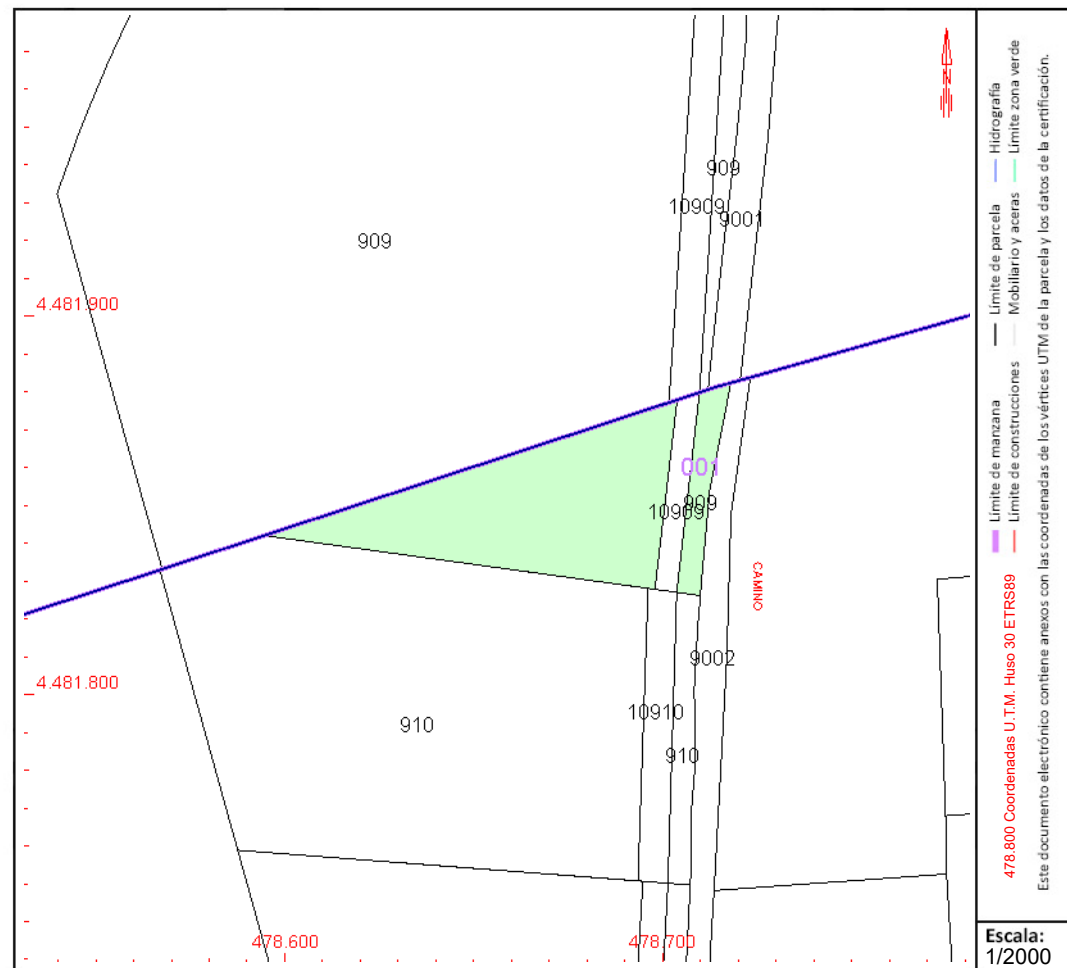 N
909
10909
9001
909
4.481.900
001
909
10909
CAMINO
9002
4.481.800
10910
910
910
478.600
478.700
Límite de manzana
Límite de parcela
Hidrografía
Límite de construcciones
Mobiliario y aceras
Límite zona verde
478.800 Coordenadas U.T.M. Huso 30 ETRS89
Este documento electrónico contiene anexos con las coordenadas de los vértices UTM de la parcela y los datos de la certificación.
Escala:
1/2000